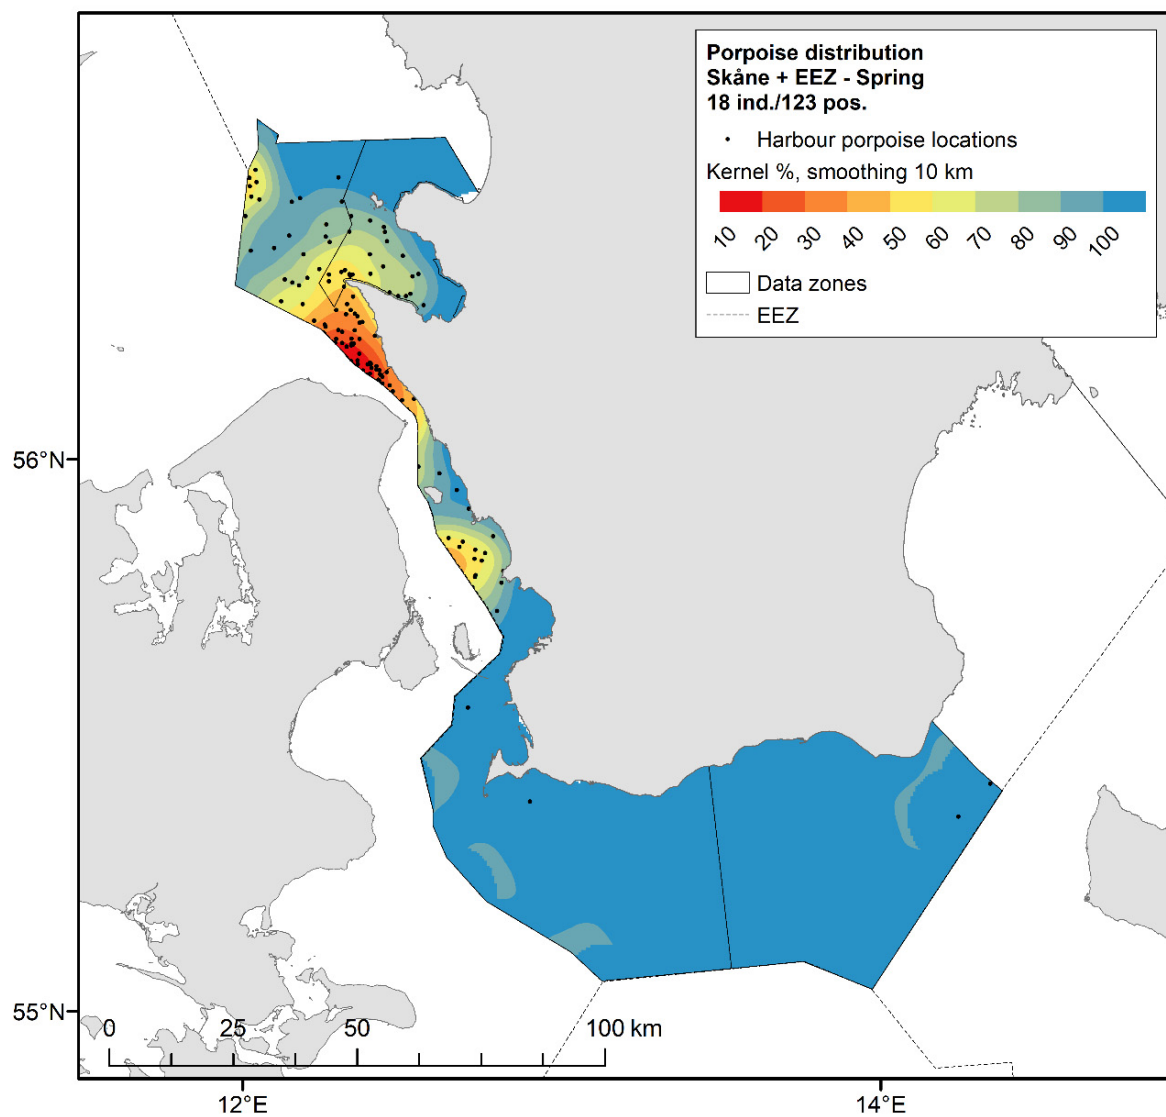 Porpoise distribution
Skåne + EEZ - Spring
18 ind./123 pos.
Harbour porpoise locations
Kernel %, smoothing 10 km
10 20 30 40 50 60 70 80 90 100
Data zones
EEZ
56°N
55°N
0 25 50 100 km
12°E 14°E